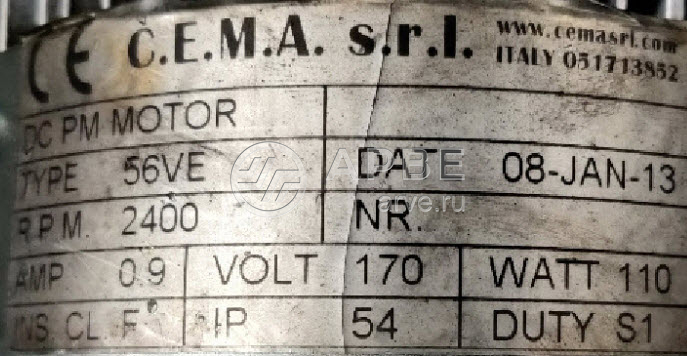 CE C.E.M.A. s.r.l. www.cemasrl.com
ITALY 051713852
DC PM MOTOR
TYPE 56VE DATE 08-JAN-13
R.P.M. 2400 NR.
AMP 0.9 VOLT 170 WATT 110
INS CL. F IP 54 DUTY S1